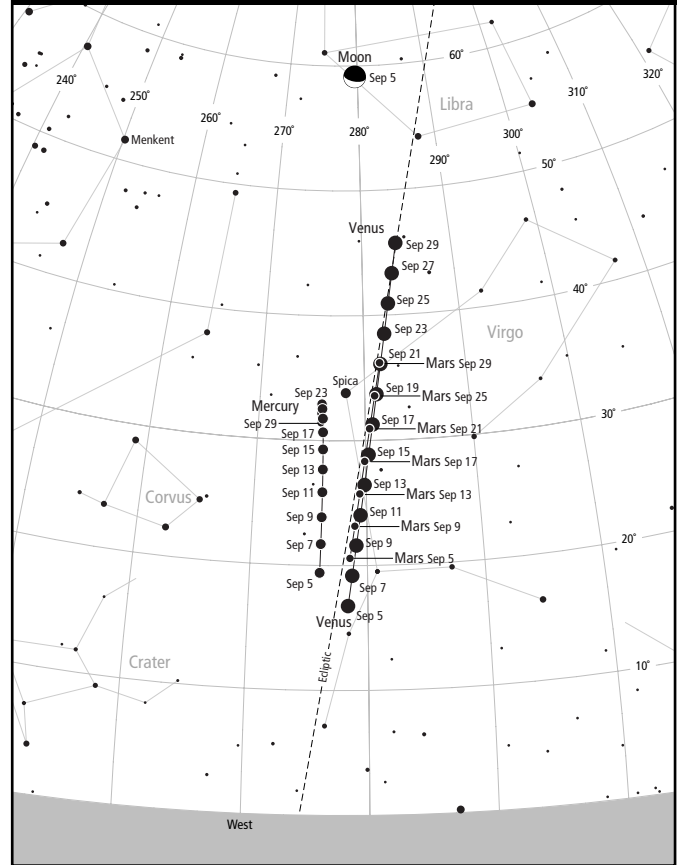 Moon
Sep 5
60˚
320˚
240˚
250˚
310˚
Libra
260˚
270˚
280˚
300˚
Menkent
290˚
50˚
Venus
Sep 29
Sep 27
40˚
Sep 25
Sep 23
Virgo
Sep 21
Mars Sep 29
Spica
Sep 23
Sep 19
Mars Sep 25
Mercury
Sep 29
30˚
Sep 17
Sep 17
Mars Sep 21
Sep 15
Sep 15
Mars Sep 17
Sep 13
Sep 13
Corvus
Sep 11
Mars Sep 13
Sep 9
Sep 11
Mars Sep 9
Sep 7
Sep 9
20˚
Mars Sep 5
Sep 5
Sep 7
Venus Sep 5
Crater
Ecliptic
10˚
West